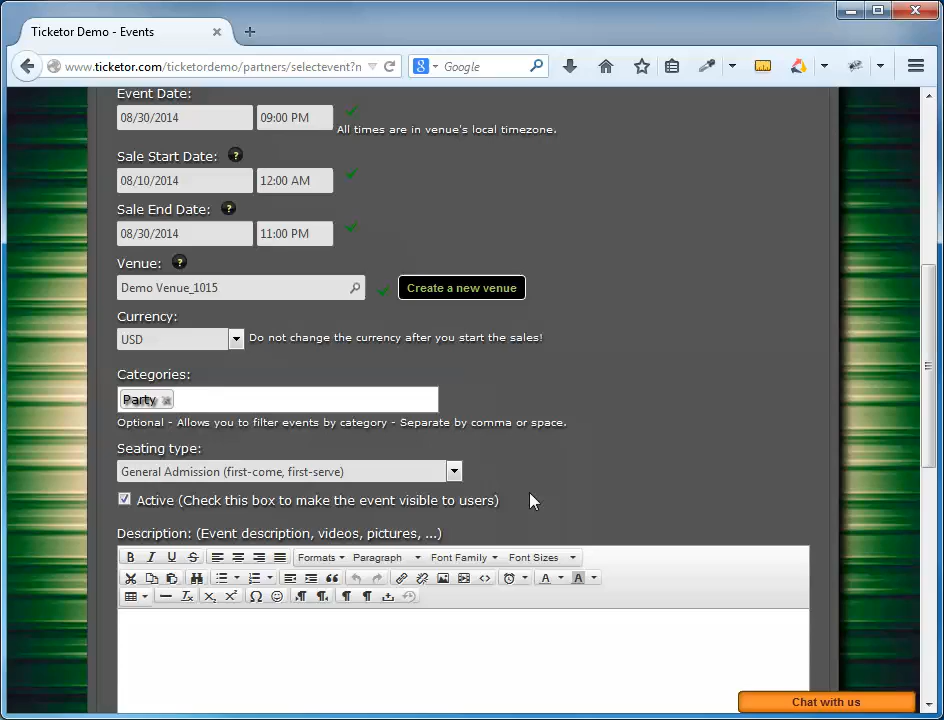 Ticketor Demo - Events
www.ticketor.com/ticketordemo/partners/selectevent?n
Google
Event Date:
08/30/2014 09:00 PM
All times are in venue's local timezone.
Sale Start Date: ?
08/10/2014 12:00 AM
Sale End Date: ?
08/30/2014 11:00 PM
Venue: ?
Demo Venue_1015 Create a new venue
Currency:
USD Do not change the currency after you start the sales!
Categories:
Party
Optional - Allows you to filter events by category - Separate by comma or space.
Seating type:
General Admission (first-come, first-serve)
Active (Check this box to make the event visible to users)
Description: (Event description, videos, pictures, ...)
B I U S Formats Paragraph Font Family Font Sizes
A A
Chat with us